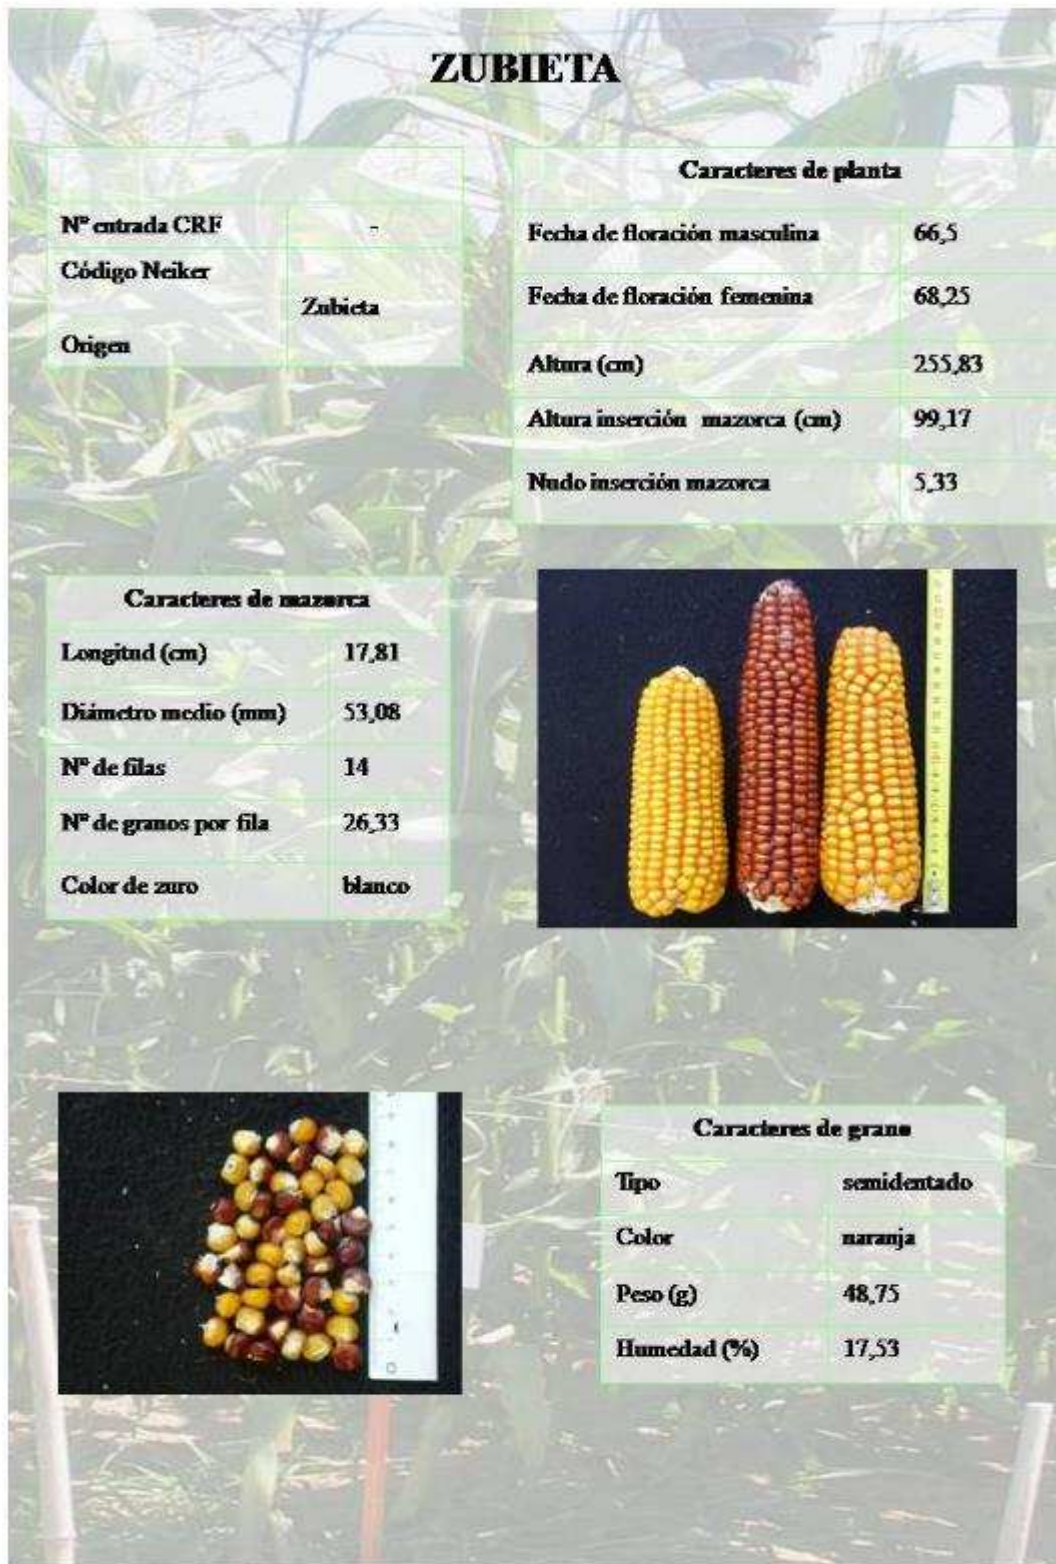 ZUBIETA
Nº entrada CRF -
Código Neiker
Zubieta
Origen
Caracteres de planta
Fecha de floración masculina 66,5
Fecha de floración femenina 68,25
Altura (cm) 255,83
Altura inserción mazorca (cm) 99,17
Nudo inserción mazorca 5,33
Caracteres de mazorca
Longitud (cm) 17,81
Diámetro medio (mm) 53,08
Nº de filas 14
Nº de granos por fila 26,33
Color de zuro blanco
Caracteres de grano
Tipo semidentado
Color naranja
Peso (g) 48,75
Humedad (%) 17,53